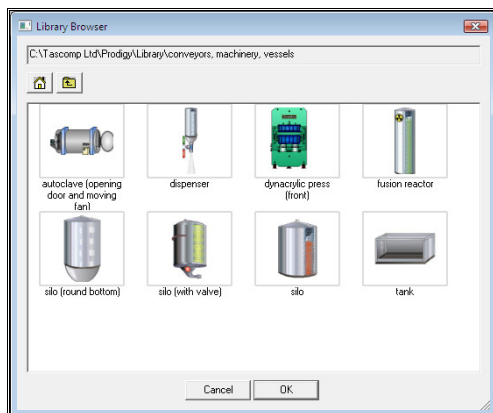 Library Browser
C:\Tascomp Ltd\Prodigy\Library\conveyors, machinery, vessels
autoclave (opening
door and moving
fan)
dispenser
dynacrylic press
(front)
fusion reactor
silo (round bottom)
silo (with valve)
silo
tank
Cancel
OK